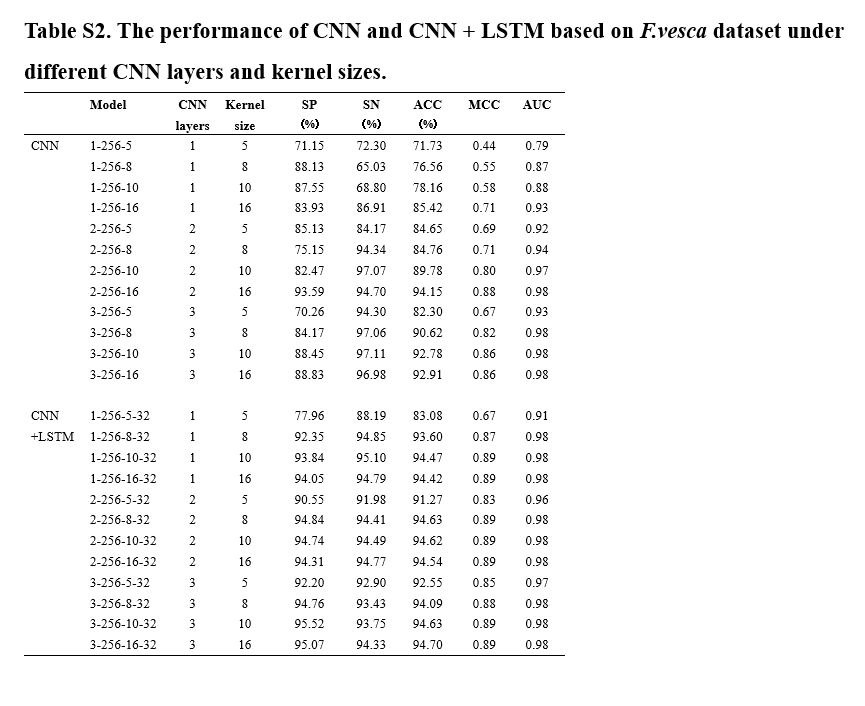 Table S2. The performance of CNN and CNN + LSTM based on F.vesca dataset under
different CNN layers and kernel sizes.
Model CNN Kernel SP SN ACC MCC AUC
layers size (%) (%) (%)
CNN 1-256-5 1 5 71.15 72.30 71.73 0.44 0.79
1-256-8 1 8 88.13 65.03 76.56 0.55 0.87
1-256-10 1 10 87.55 68.80 78.16 0.58 0.88
1-256-16 1 16 83.93 86.91 85.42 0.71 0.93
2-256-5 2 5 85.13 84.17 84.65 0.69 0.92
2-256-8 2 8 75.15 94.34 84.76 0.71 0.94
2-256-10 2 10 82.47 97.07 89.78 0.80 0.97
2-256-16 2 16 93.59 94.70 94.15 0.88 0.98
3-256-5 3 5 70.26 94.30 82.30 0.67 0.93
3-256-8 3 8 84.17 97.06 90.62 0.82 0.98
3-256-10 3 10 88.45 97.11 92.78 0.86 0.98
3-256-16 3 16 88.83 96.98 92.91 0.86 0.98
CNN 1-256-5-32 1 5 77.96 88.19 83.08 0.67 0.91
+LSTM 1-256-8-32 1 8 92.35 94.85 93.60 0.87 0.98
1-256-10-32 1 10 93.84 95.10 94.47 0.89 0.98
1-256-16-32 1 16 94.05 94.79 94.42 0.89 0.98
2-256-5-32 2 5 90.55 91.98 91.27 0.83 0.96
2-256-8-32 2 8 94.84 94.41 94.63 0.89 0.98
2-256-10-32 2 10 94.74 94.49 94.62 0.89 0.98
2-256-16-32 2 16 94.31 94.77 94.54 0.89 0.98
3-256-5-32 3 5 92.20 92.90 92.55 0.85 0.97
3-256-8-32 3 8 94.76 93.43 94.09 0.88 0.98
3-256-10-32 3 10 95.52 93.75 94.63 0.89 0.98
3-256-16-32 3 16 95.07 94.33 94.70 0.89 0.98